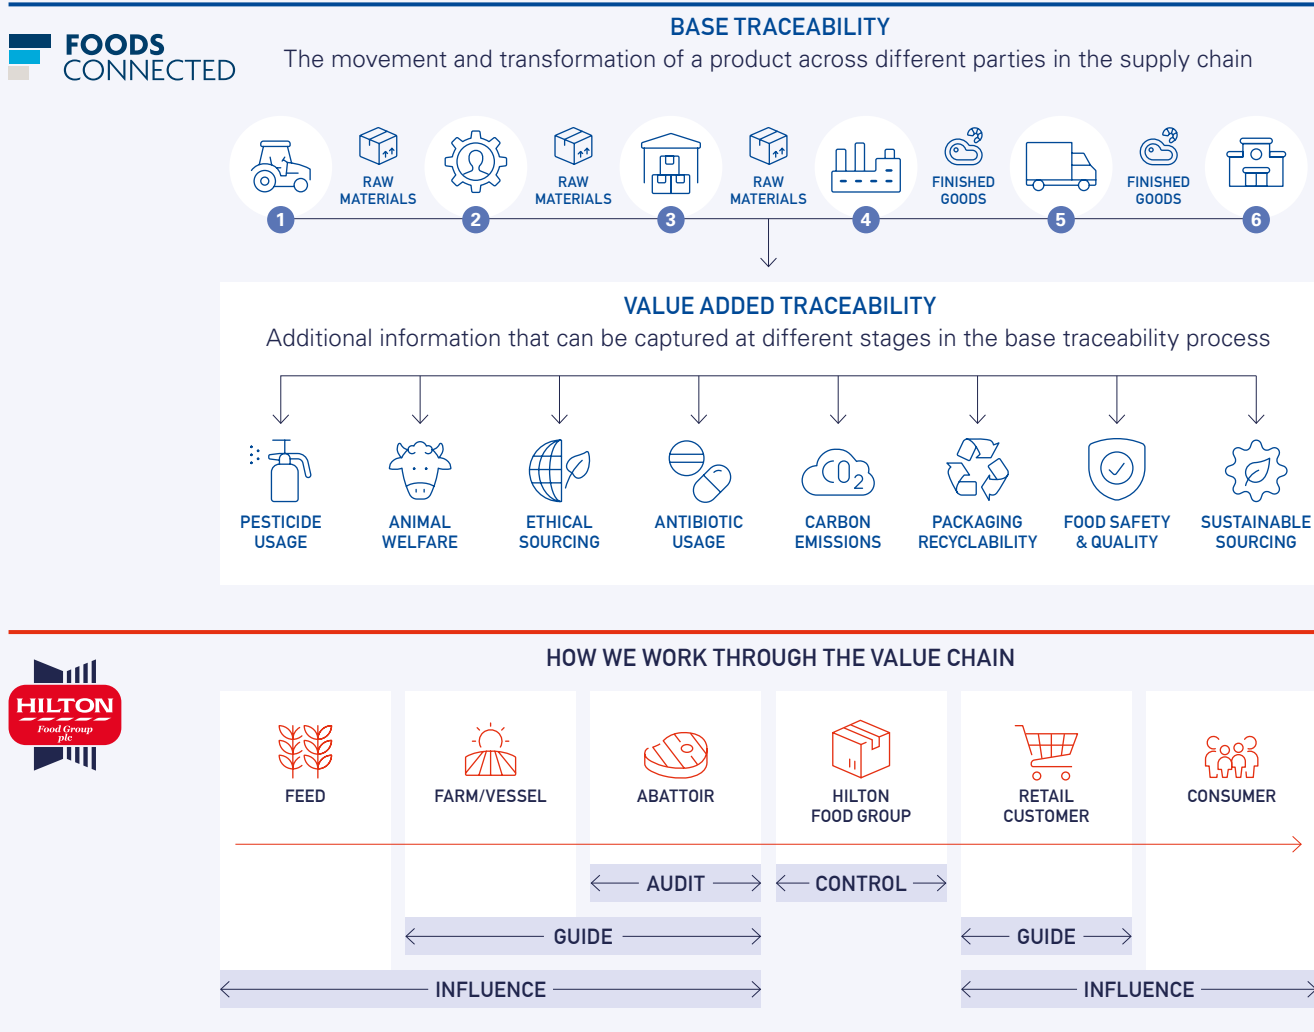 BASE TRACEABILITY
FOODS
CONNECTED
The movement and transformation of a product across different parties in the supply chain
RAW
MATERIALS
RAW
MATERIALS
RAW
MATERIALS
FINISHED
GOODS
FINISHED
GOODS
1
2
3
4
5
6
VALUE ADDED TRACEABILITY
Additional information that can be captured at different stages in the base traceability process
CO2
PESTICIDE
USAGE
ANIMAL
WELFARE
ETHICAL
SOURCING
ANTIBIOTIC
USAGE
CARBON
EMISSIONS
PACKAGING
RECYCLABILITY
FOOD SAFETY
& QUALITY
SUSTAINABLE
SOURCING
HOW WE WORK THROUGH THE VALUE CHAIN
HILTON
Food Group
plc
FEED
FARM/VESSEL
ABATTOIR
HILTON
FOOD GROUP
RETAIL
CUSTOMER
CONSUMER
AUDIT
CONTROL
GUIDE
GUIDE
INFLUENCE
INFLUENCE